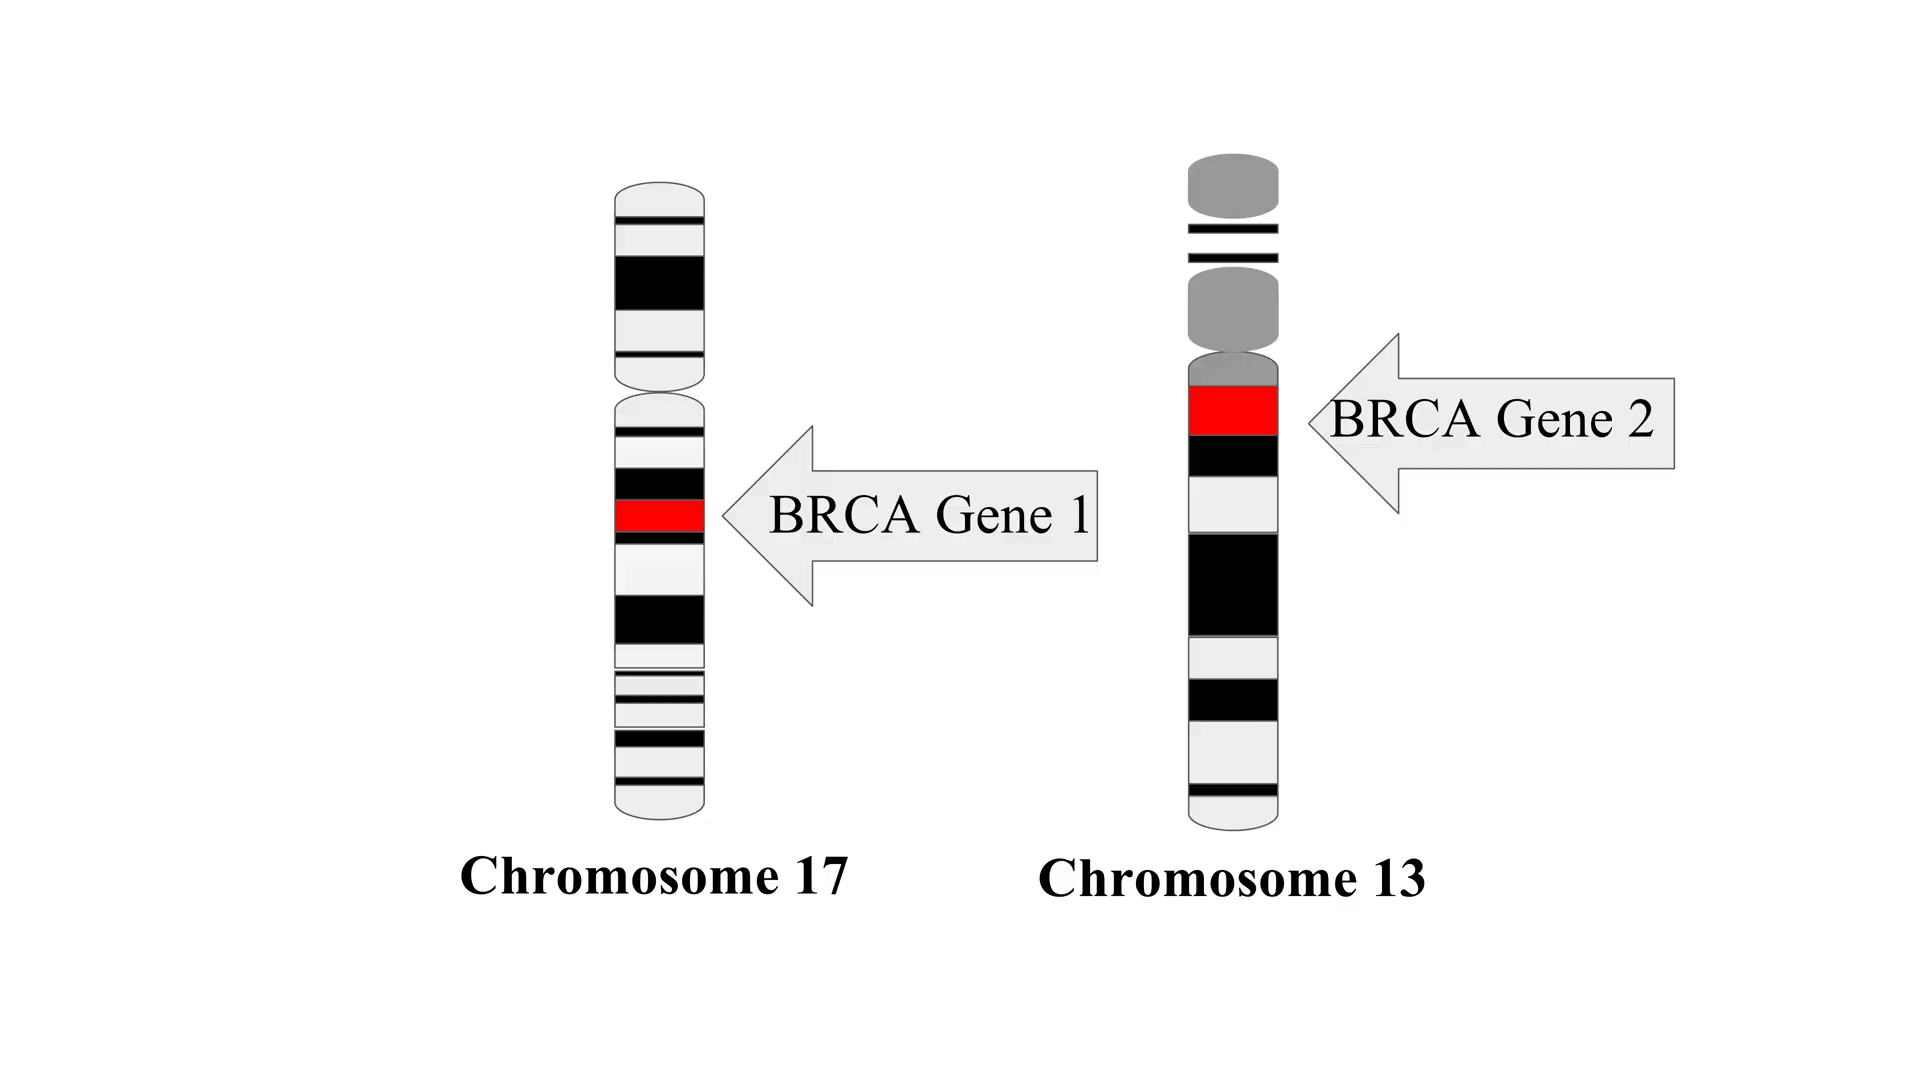 BRCA Gene 1
BRCA Gene 2
Chromosome 17
Chromosome 13